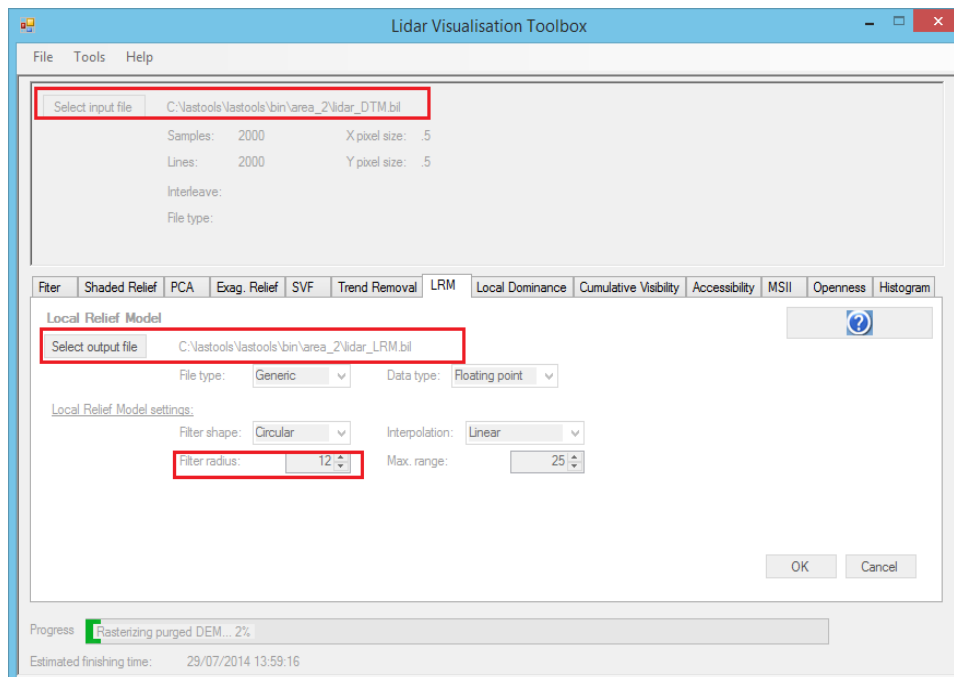 Lidar Visualisation Toolbox
File Tools Help
Select input file C:\lastools\lastools\bin\area_2\lidar_DTM.bil
Samples: 2000 X pixel size: .5
Lines: 2000 Y pixel size: .5
Interleave:
File type:
Fiter Shaded Relief PCA Exag. Relief SVF Trend Removal LRM Local Dominance Cumulative Visibility Accessibility MSII Openness Histogram
Local Relief Model
?
Select output file C:\lastools\lastools\bin\area_2\lidar_LRM.bil
File type: Generic Data type: Floating point
Local Relief Model settings:
Filter shape: Circular Interpolation: Linear
Filter radius: 12 Max. range: 25
OK Cancel
Progress Rasterizing purged DEM... 2%
Estimated finishing time: 29/07/2014 13:59:16